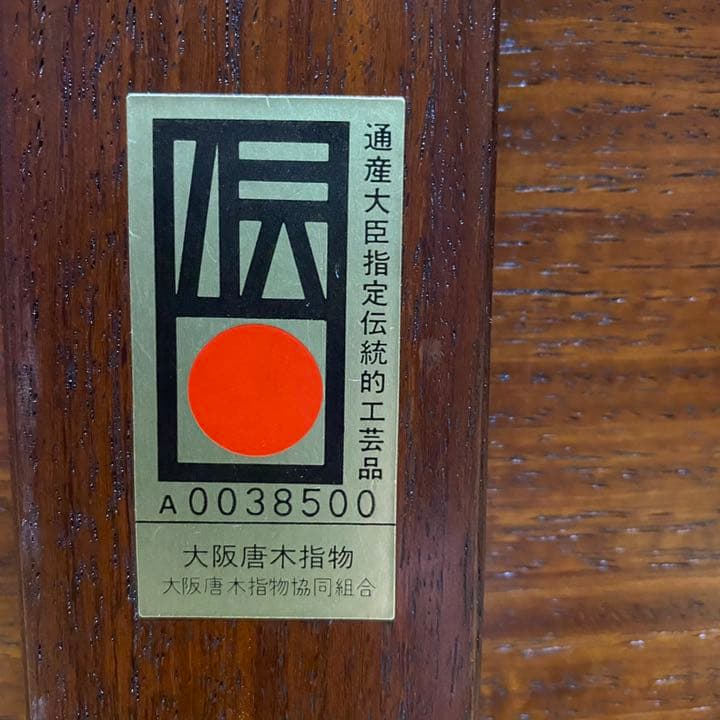 伝
通産大臣指定伝統的工芸品
A0038500
大阪唐木指物
大阪唐木指物協同組合